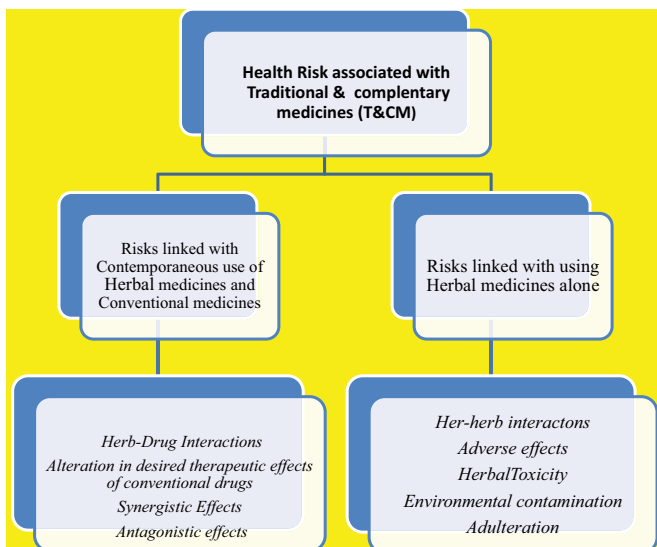 Health Risk associated with
Traditional & complentary
medicines (T&CM)
Risks linked with
Contemporaneous use of
Herbal medicines and
Conventional medicines
Risks linked with using
Herbal medicines alone
Herb-Drug Interactions
Alteration in desired therapeutic effects
of conventional drugs
Synergistic Effects
Antagonistic effects
Her-herb interactons
Adverse effects
HerbalToxicity
Environmental contamination
Adulteration